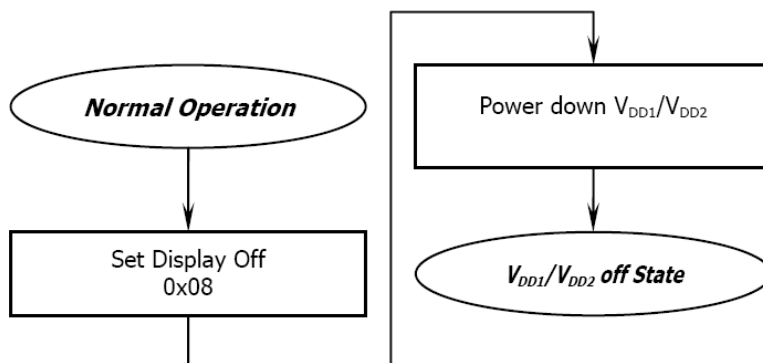 Normal Operation
Set Display Off
0x08
Power down VDD1/VDD2
VDD1/VDD2 off State